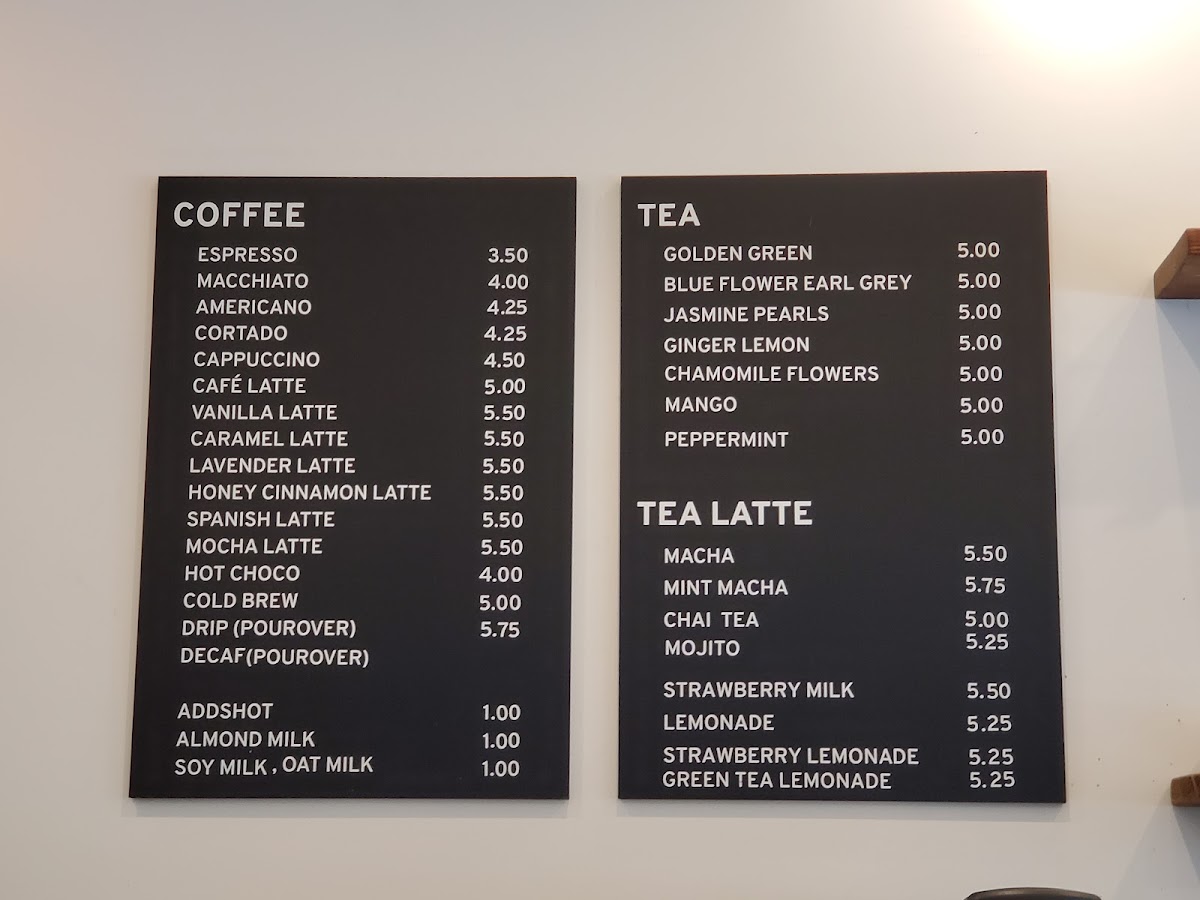 COFFEE
ESPRESSO 3.50
MACCHIATO 4.00
AMERICANO 4.25
CORTADO 4.25
CAPPUCCINO 4.50
CAFÉ LATTE 5.00
VANILLA LATTE 5.50
CARAMEL LATTE 5.50
LAVENDER LATTE 5.50
HONEY CINNAMON LATTE 5.50
SPANISH LATTE 5.50
MOCHA LATTE 5.50
HOT CHOCO 4.00
COLD BREW 5.00
DRIP (POUROVER) 5.75
DECAF(POUROVER)
ADDSHOT 1.00
ALMOND MILK 1.00
SOY MILK , OAT MILK 1.00
TEA
GOLDEN GREEN 5.00
BLUE FLOWER EARL GREY 5.00
JASMINE PEARLS 5.00
GINGER LEMON 5.00
CHAMOMILE FLOWERS 5.00
MANGO 5.00
PEPPERMINT 5.00
TEA LATTE
MACHA 5.50
MINT MACHA 5.75
CHAI TEA 5.00
MOJITO 5.25
STRAWBERRY MILK 5.50
LEMONADE 5.25
STRAWBERRY LEMONADE 5.25
GREEN TEA LEMONADE 5.25